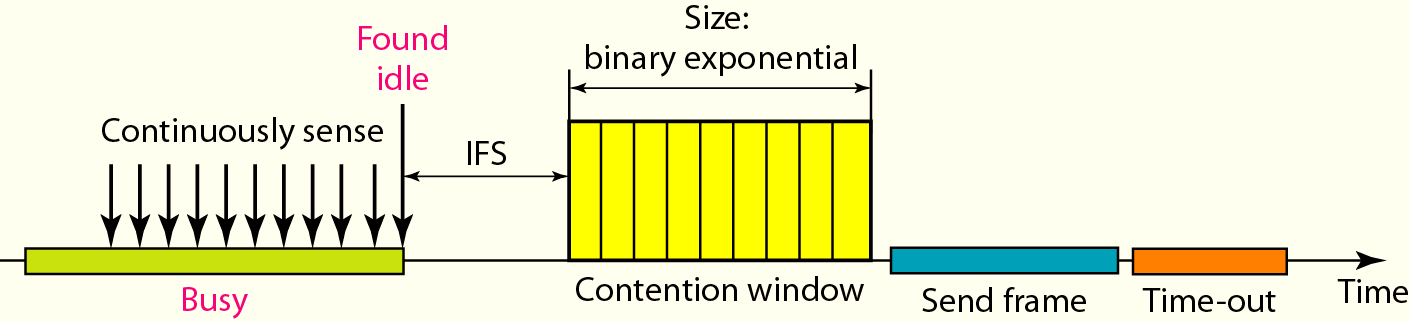 Size:
binary exponential
Found
idle
Continuously sense
IFS
Busy
Contention window
Send frame
Time-out
Time